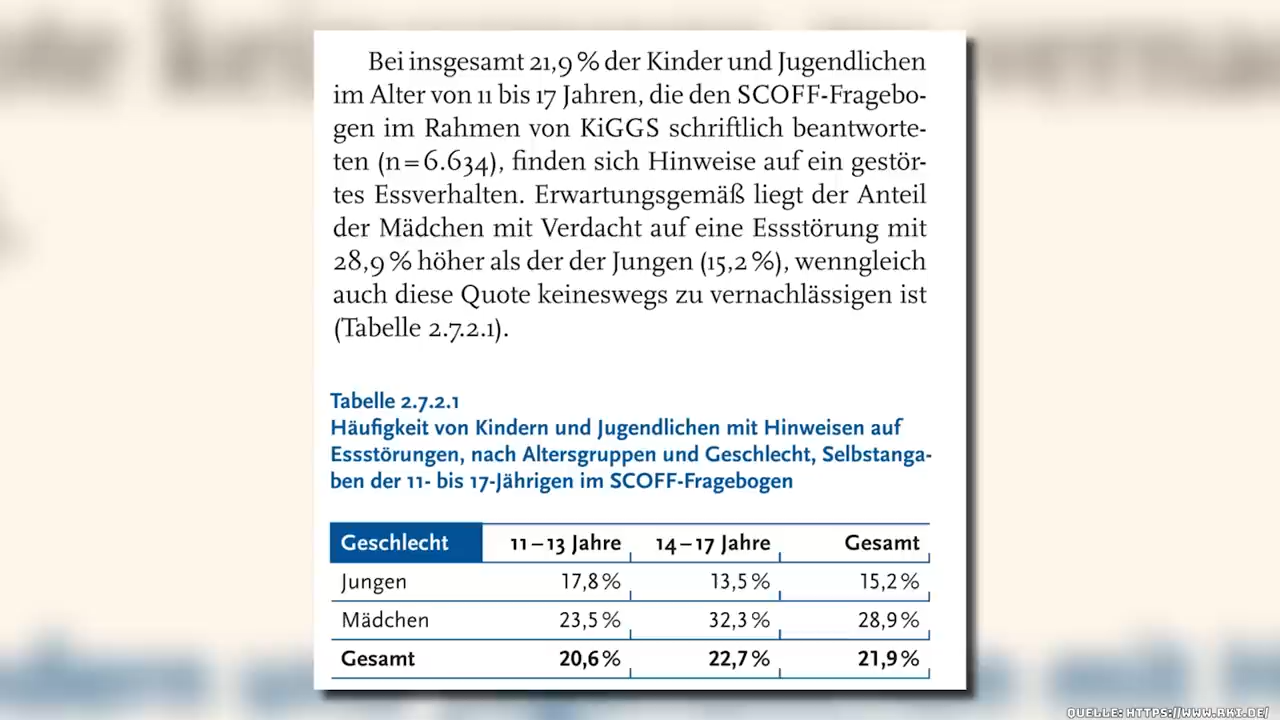 Bei insgesamt 21,9 % der Kinder und Jugendlichen
im Alter von 11 bis 17 Jahren, die den SCOFF-Fragebo-
gen im Rahmen von KiGGS schriftlich beantworte-
ten (n = 6.634), finden sich Hinweise auf ein gestör-
tes Essverhalten. Erwartungsgemäß liegt der Anteil
der Mädchen mit Verdacht auf eine Essstörung mit
28,9 % höher als der der Jungen (15,2 %), wenngleich
auch diese Quote keineswegs zu vernachlässigen ist
(Tabelle 2.7.2.1).
Tabelle 2.7.2.1
Häufigkeit von Kindern und Jugendlichen mit Hinweisen auf
Essstörungen, nach Altersgruppen und Geschlecht, Selbstanga-
ben der 11- bis 17-Jährigen im SCOFF-Fragebogen
Geschlecht 11 – 13 Jahre 14 – 17 Jahre Gesamt
Jungen 17,8 % 13,5 % 15,2 %
Mädchen 23,5 % 32,3 % 28,9 %
Gesamt 20,6 % 22,7 % 21,9 %
QUELLE: HTTPS://WWW.RKI.DE/